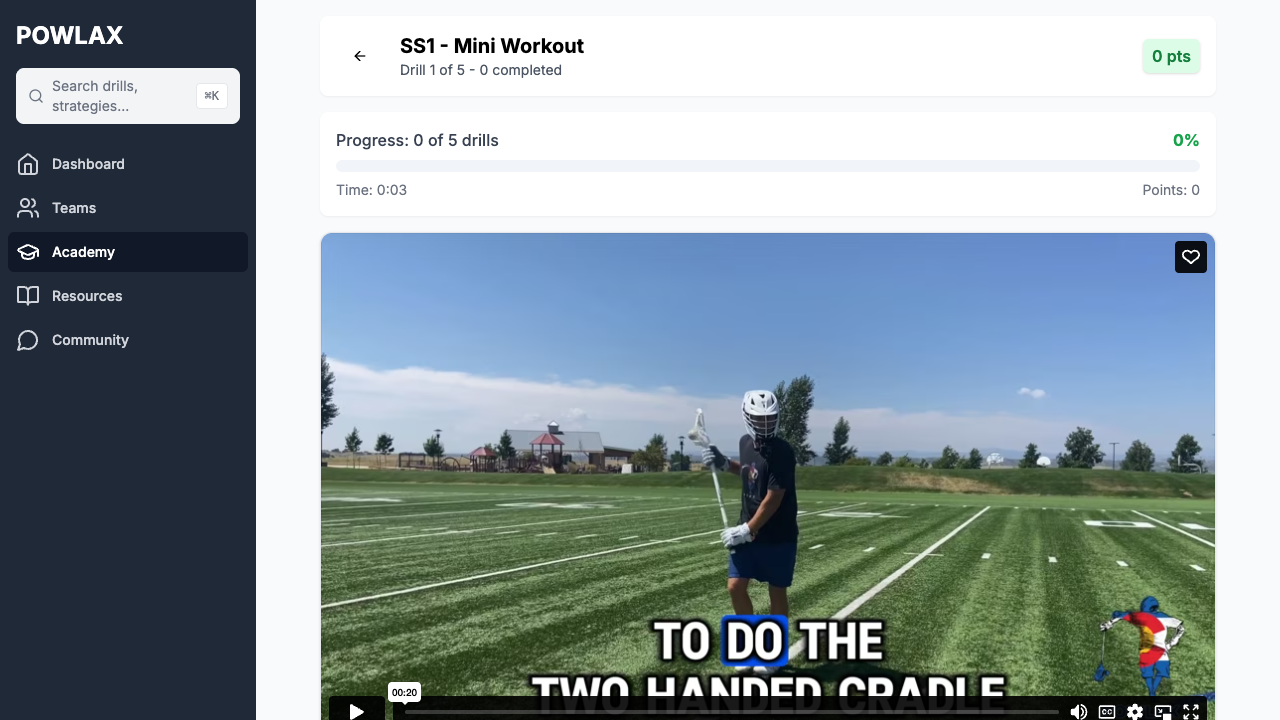 POWLAX
Search drills,
strategies...
⌘K
Dashboard
Teams
Academy
Resources
Community
SS1 - Mini Workout
Drill 1 of 5 - 0 completed
0 pts
Progress: 0 of 5 drills
0%
Time: 0:03
Points: 0
TO DO THE
TWO HANDED CRADLE
00:20
CC